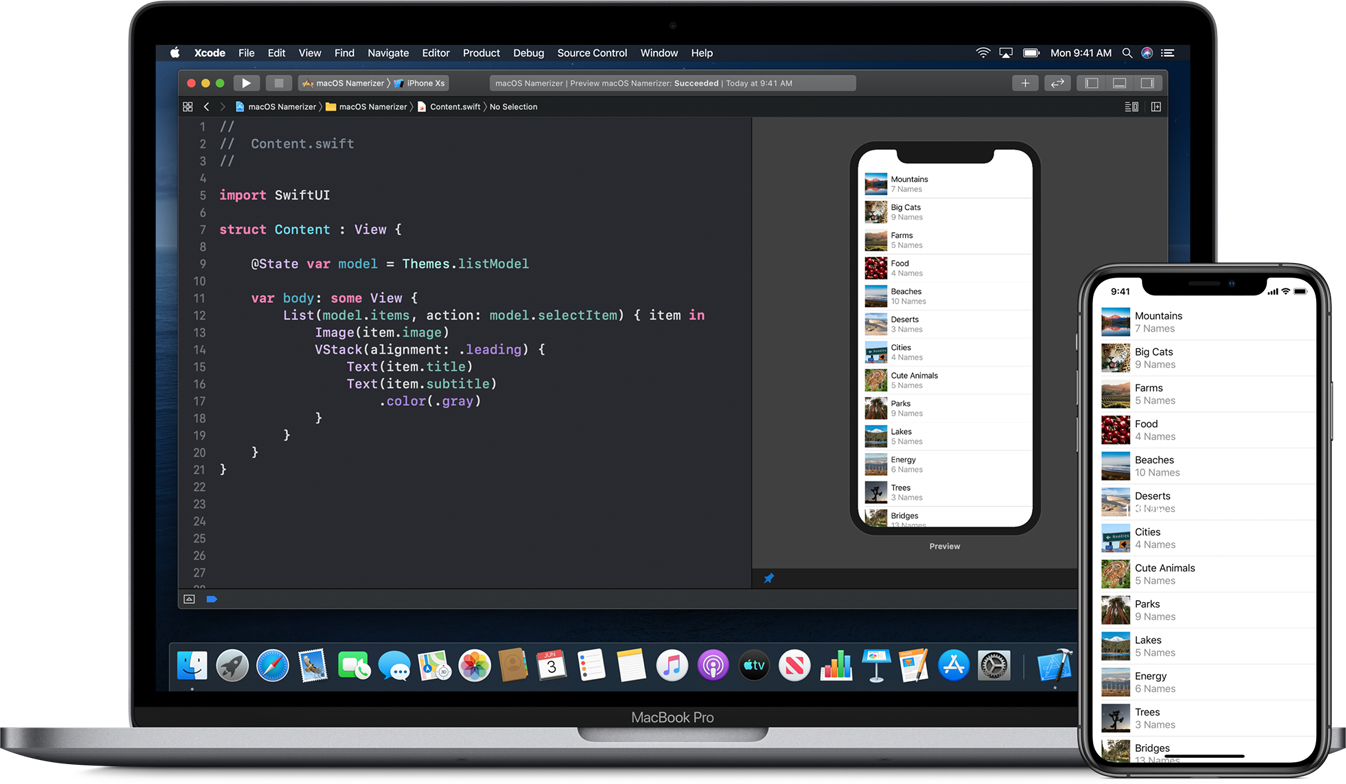 Xcode File Edit View Find Navigate Editor Product Debug Source Control Window Help Mon 9:41 AM
macOS Namerizer 〉 iPhone Xs
macOS Namerizer | Preview macOS Namerizer: Succeeded | Today at 9:41 AM
macOS Namerizer 〉 macOS Namerizer 〉 Content.swift 〉 No Selection
1 //
2 //  Content.swift
3 //
4
5 import SwiftUI
6
7 struct Content : View {
8
9     @State var model = Themes.listModel
10
11     var body: some View {
12         List(model.items, action: model.selectItem) { item in
13             Image(item.image)
14             VStack(alignment: .leading) {
15                 Text(item.title)
16                 Text(item.subtitle)
17                     .color(.gray)
18             }
19         }
20     }
21 }
22
23
24
25
26
27
28
Mountains
7 Names
Big Cats
9 Names
Farms
5 Names
Food
4 Names
Beaches
10 Names
Deserts
3 Names
Cities
4 Names
Cute Animals
5 Names
Parks
9 Names
Lakes
5 Names
Energy
6 Names
Trees
3 Names
Bridges
13 Names
Preview
JUN
3
tv
MacBook Pro
9:41
Mountains
7 Names
Big Cats
9 Names
Farms
5 Names
Food
4 Names
Beaches
10 Names
Deserts
3 Names
Cities
4 Names
Cute Animals
5 Names
Parks
9 Names
Lakes
5 Names
Energy
6 Names
Trees
3 Names
Bridges
13 Names